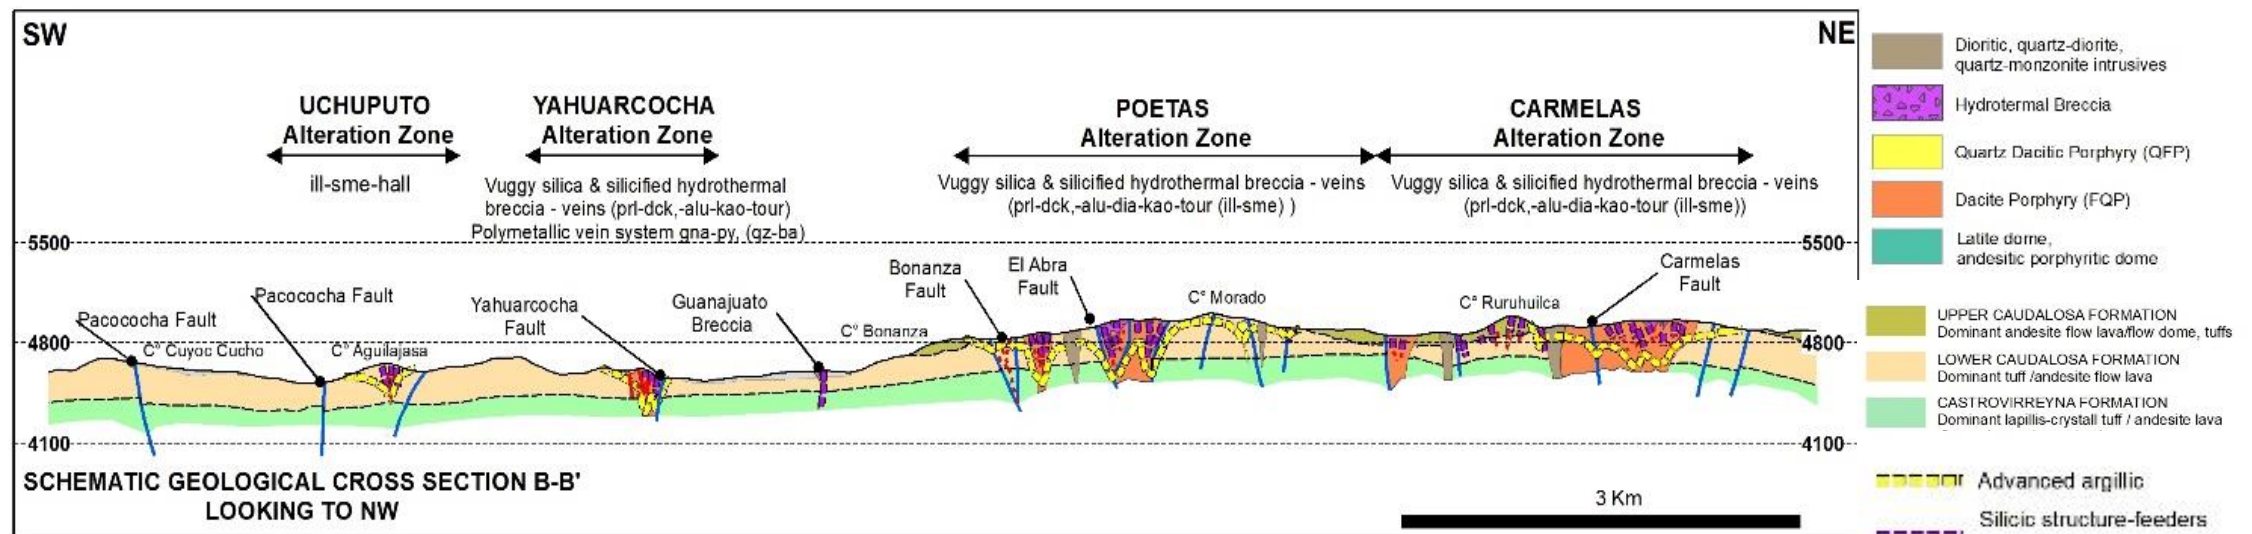 SW
NE
UCHUPUTO
Alteration Zone
ill-sme-hall
YAHUARCOCHA
Alteration Zone
Vuggy silica & silicified hydrothermal
breccia - veins (prl-dck,-alu-kao-tour)
Polymetallic vein system gna-py, (qz-ba)
POETAS
Alteration Zone
Vuggy silica & silicified hydrothermal breccia - veins
(prl-dck,-alu-dia-kao-tour (ill-sme) )
CARMELAS
Alteration Zone
Vuggy silica & silicified hydrothermal breccia - veins
(prl-dck,-alu-dia-kao-tour (ill-sme))
5500
5500
Pacococha Fault
C° Cuyoc Cucho
Pacococha Fault
C° Aguilajasa
Yahuarcocha
Fault
Guanajuato
Breccia
C° Bonanza
Bonanza
Fault
El Abra
Fault
C° Morado
C° Ruruhuilca
Carmelas
Fault
4800
4800
4100
4100
SCHEMATIC GEOLOGICAL CROSS SECTION B-B'
LOOKING TO NW
3 Km
Dioritic, quartz-diorite,
quartz-monzonite intrusives
Hydrotermal Breccia
Quartz Dacitic Porphyry (QFP)
Dacite Porphyry (FQP)
Latite dome,
andesitic porphyritic dome
UPPER CAUDALOSA FORMATION
Dominant andesite flow lava/flow dome, tuffs
LOWER CAUDALOSA FORMATION
Dominant tuff /andesite flow lava
CASTROVIRREYNA FORMATION
Dominant lapillis-crystall tuff / andesite lava
Advanced argillic
Silicic structure-feeders